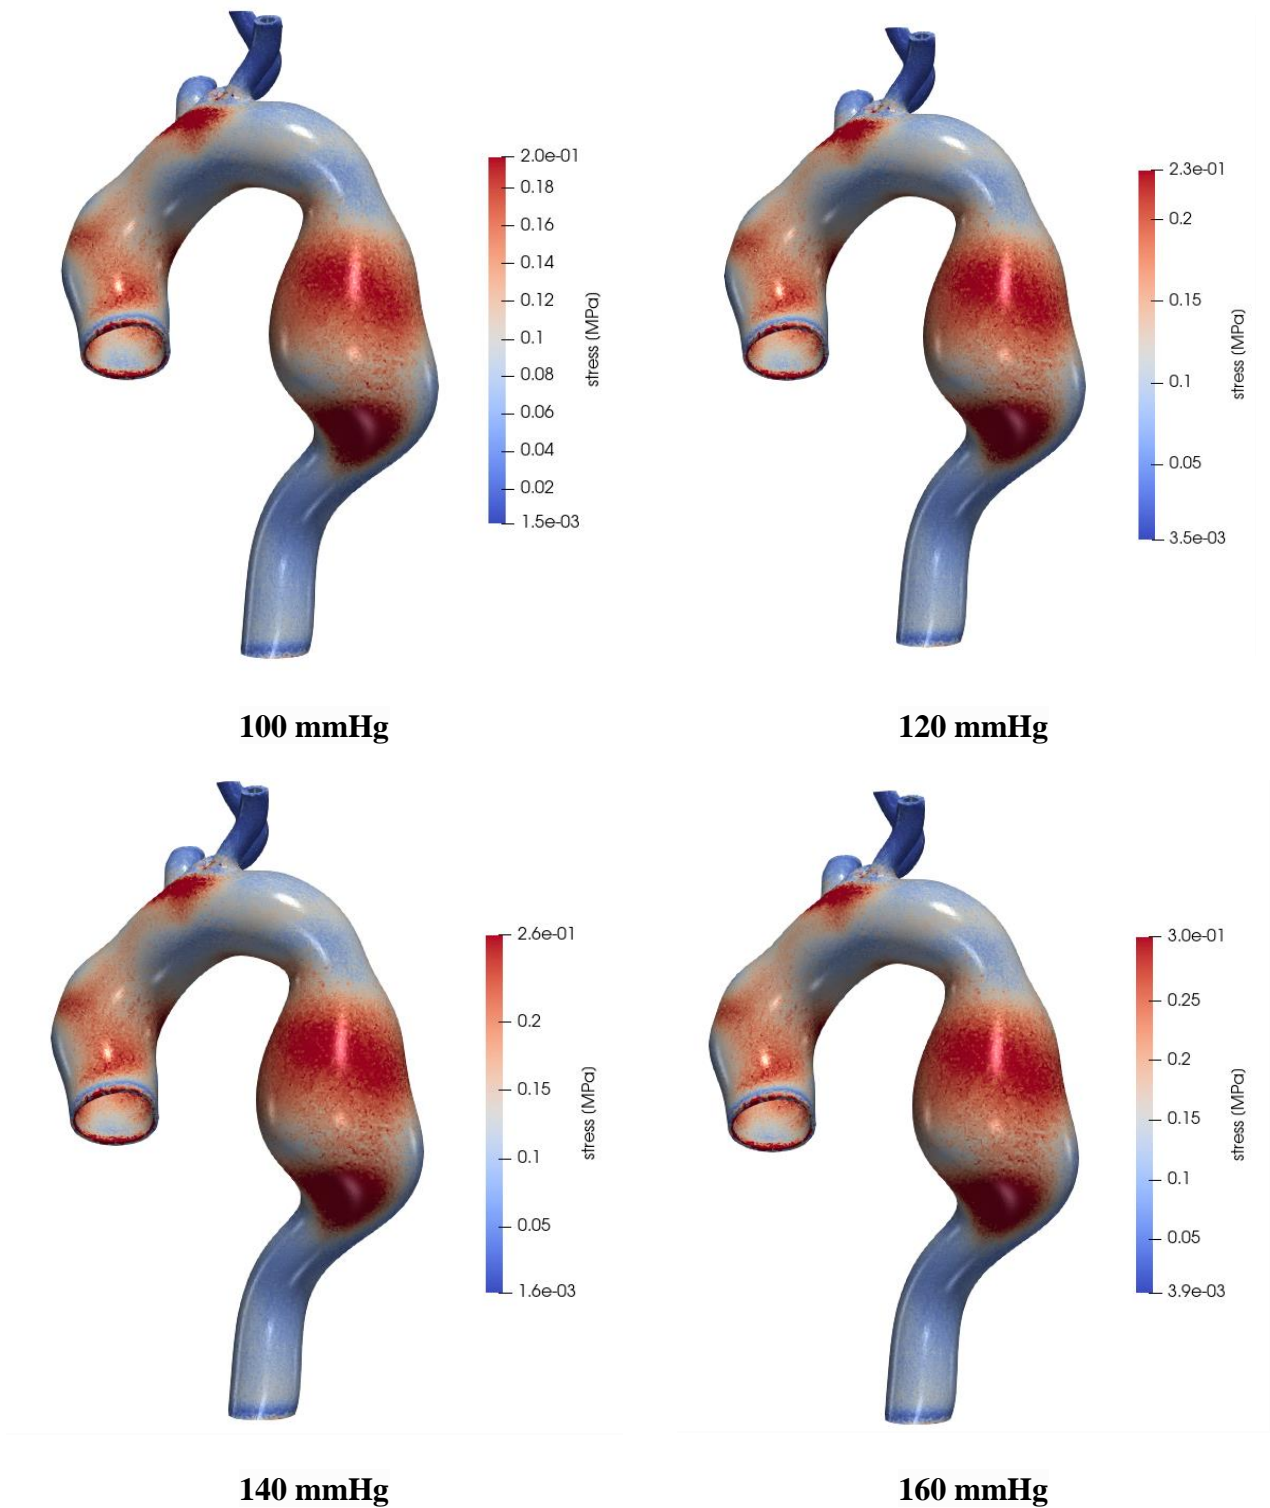 2.0e-01
0.18
0.16
0.14
0.12
0.1
0.08
0.06
0.04
0.02
1.5e-03
stress (MPa)
100 mmHg
2.3e-01
0.2
0.15
0.1
0.05
3.5e-03
stress (MPa)
120 mmHg
2.6e-01
0.2
0.15
0.1
0.05
1.6e-03
stress (MPa)
140 mmHg
3.0e-01
0.25
0.2
0.15
0.1
0.05
3.9e-03
stress (MPa)
160 mmHg